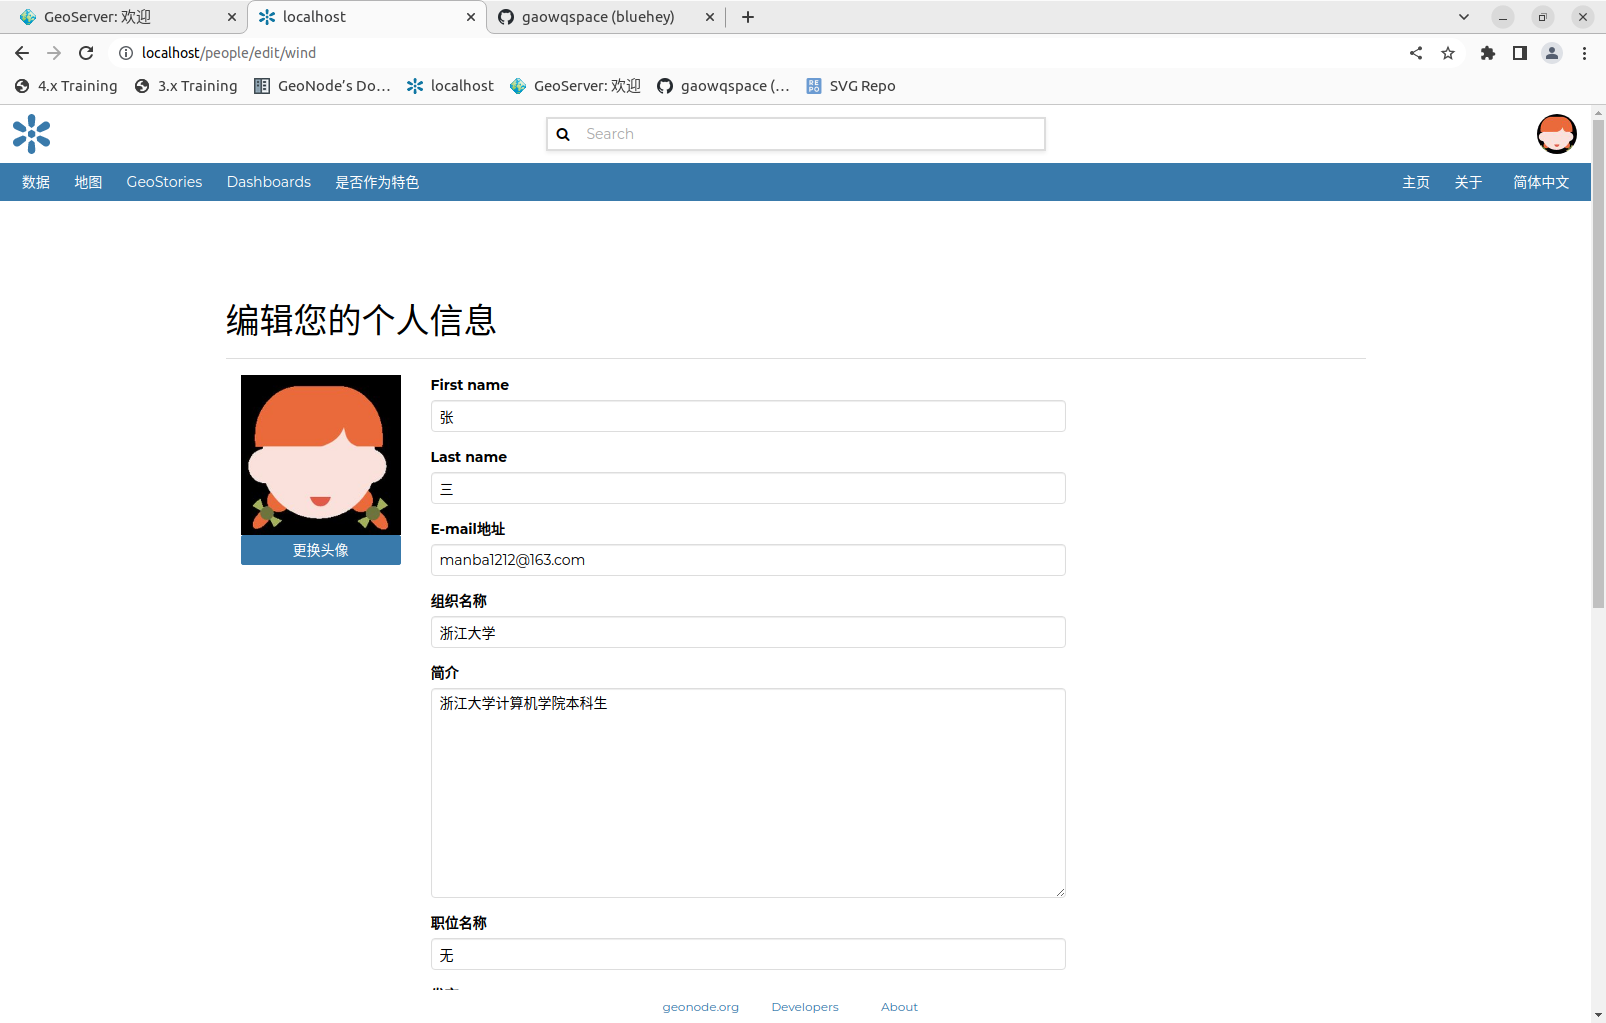 GeoServer: 欢迎
localhost
gaowqspace (bluehey)
localhost/people/edit/wind
4.x Training
3.x Training
GeoNode's Do...
localhost
GeoServer: 欢迎
gaowqspace (...
SVG Repo
Search
数据 地图 GeoStories Dashboards 是否作为特色 主页 关于 简体中文
编辑您的个人信息
更换头像
First name
张
Last name
三
E-mail地址
manba1212@163.com
组织名称
浙江大学
简介
浙江大学计算机学院本科生
职位名称
无
geonode.org Developers About